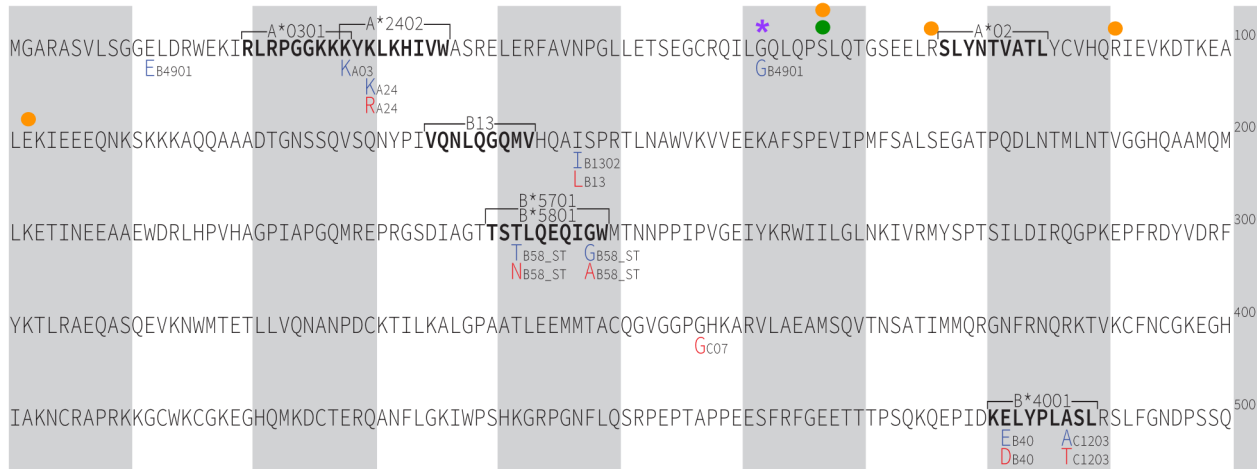 A*0301 A*2402 * A*02
MGARASVLSGGELDRWEKIRLRPGGKKKYKLKHIVWASRELERFAVNPGLLETSEGCRQILGQLQPSLQTGSEELRSLYNTVATLYCVHQRIEVKDTKEA 100
EB4901 KA03 GB4901
KA24
RA24
B13
LEKIEEEQNKSKKKAQQAAADTGNSSQVSQNYPIVQNLQGQMVHQAISPRTLNAWVKVVEEKAFSPEVIPMFSALSEGATPQDLNTMLNTVGGHQAAMQM 200
IB1302
LB13
B*5701
B*5801
LKETINEEAAEWDRLHPVHAGPIAPGQMREPRGSDIAGTTSTLQEQIGWMTNNPPIPVGEIYKRWIILGLNKIVRMYSPTSILDIRQGPKEPFRDYVDRF 300
TB58_ST GB58_ST
NB58_ST AB58_ST
YKTLRAEQASQEVKNWMTETLLVQNANPDCKTILKALGPAATLEEMMTACQGVGGPGHKARVLAEAMSQVTNSATIMMQRGNFRNQRKTVKCFNCGKEGH 400
GC07
B*4001
IAKNCRAPRKKGCWKCGKEGHQMKDCTERQANFLGKIWPSHKGRPGNFLQSRPEPTAPPEESFRFGEETTTPSQKQEPIDKELYPLASLRSLFGNDPSSQ 500
EB40 AC1203
DB40 TC1203